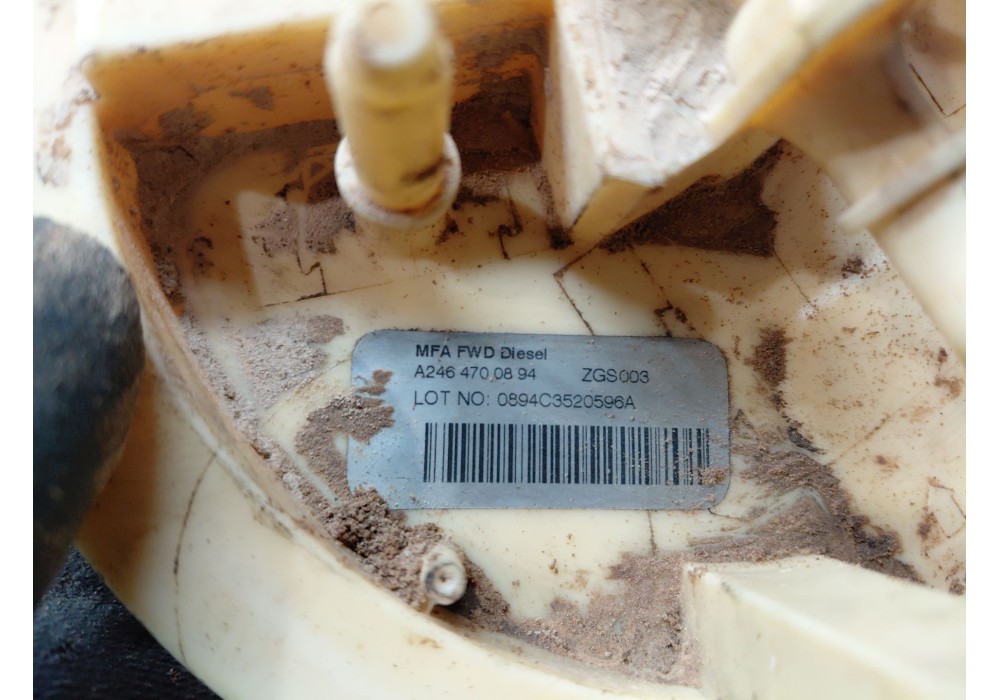 MFA FWD Diesel
A246 470 08 94 ZGS003
LOT NO: 0894C3520596A